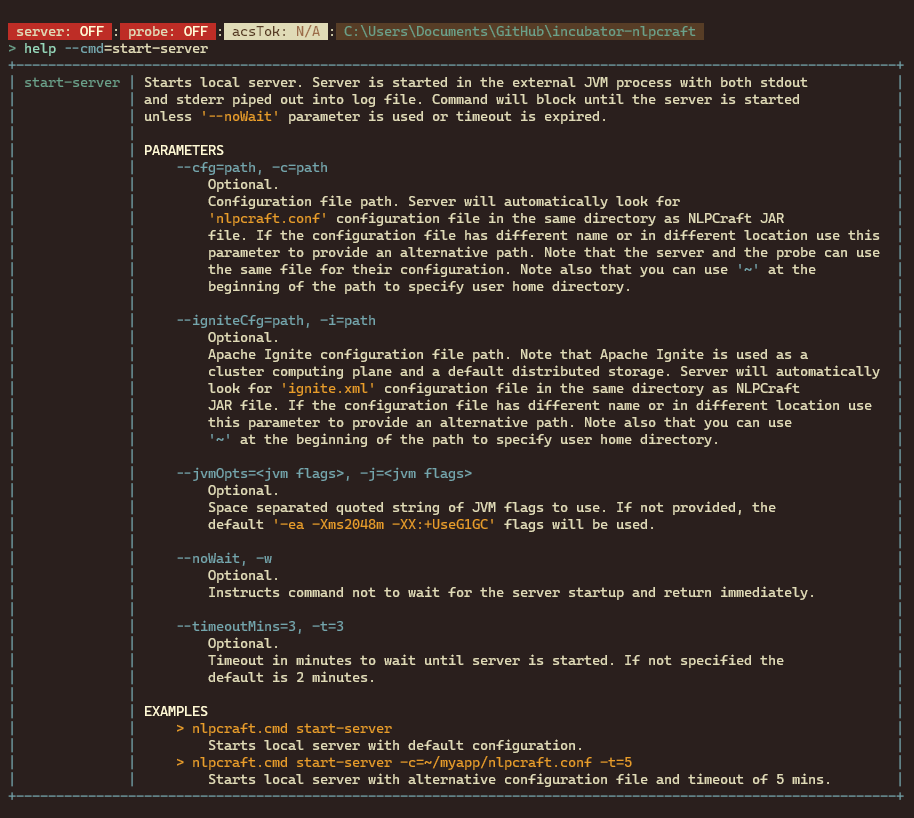 server: OFF : probe: OFF : acsTok: N/A : C:\Users\Documents\GitHub\incubator-nlpcraft
> help --cmd=start-server
start-server | Starts local server. Server is started in the external JVM process with both stdout
and stderr piped out into log file. Command will block until the server is started
unless '--noWait' parameter is used or timeout is expired.
PARAMETERS
--cfg=path, -c=path
Optional.
Configuration file path. Server will automatically look for
'nlpcraft.conf' configuration file in the same directory as NLPCraft JAR
file. If the configuration file has different name or in different location use this
parameter to provide an alternative path. Note that the server and the probe can use
the same file for their configuration. Note also that you can use '~' at the
beginning of the path to specify user home directory.
--igniteCfg=path, -i=path
Optional.
Apache Ignite configuration file path. Note that Apache Ignite is used as a
cluster computing plane and a default distributed storage. Server will automatically
look for 'ignite.xml' configuration file in the same directory as NLPCraft
JAR file. If the configuration file has different name or in different location use
this parameter to provide an alternative path. Note also that you can use
'~' at the beginning of the path to specify user home directory.
--jvmOpts=<jvm flags>, -j=<jvm flags>
Optional.
Space separated quoted string of JVM flags to use. If not provided, the
default '-ea -Xms2048m -XX:+UseG1GC' flags will be used.
--noWait, -w
Optional.
Instructs command not to wait for the server startup and return immediately.
--timeoutMins=3, -t=3
Optional.
Timeout in minutes to wait until server is started. If not specified the
default is 2 minutes.
EXAMPLES
> nlpcraft.cmd start-server
Starts local server with default configuration.
> nlpcraft.cmd start-server -c=~/myapp/nlpcraft.conf -t=5
Starts local server with alternative configuration file and timeout of 5 mins.